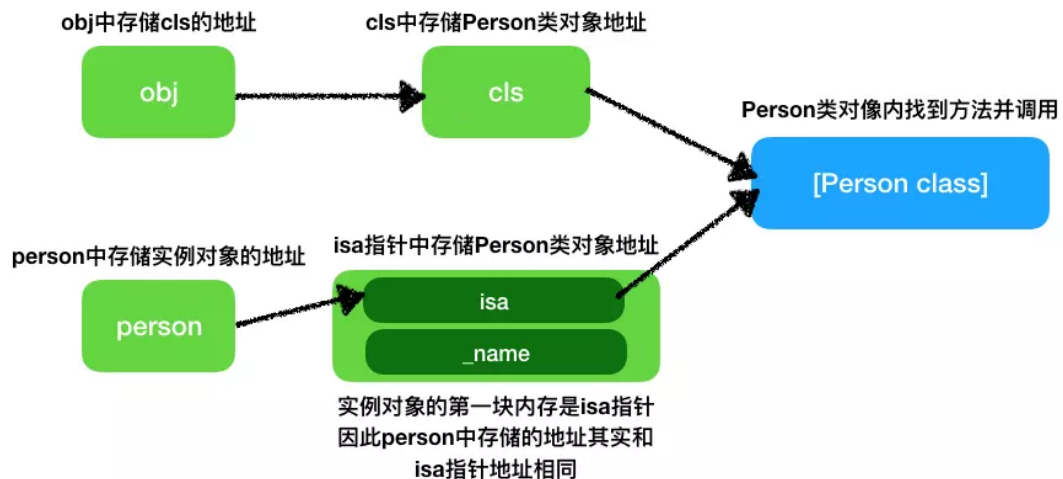 obj中存储cls的地址
cls中存储Person类对象地址
obj
cls
Person类对像内找到方法并调用
[Person class]
person中存储实例对象的地址
isa指针中存储Person类对象地址
person
isa
_name
实例对象的第一块内存是isa指针
因此person中存储的地址其实和
isa指针地址相同